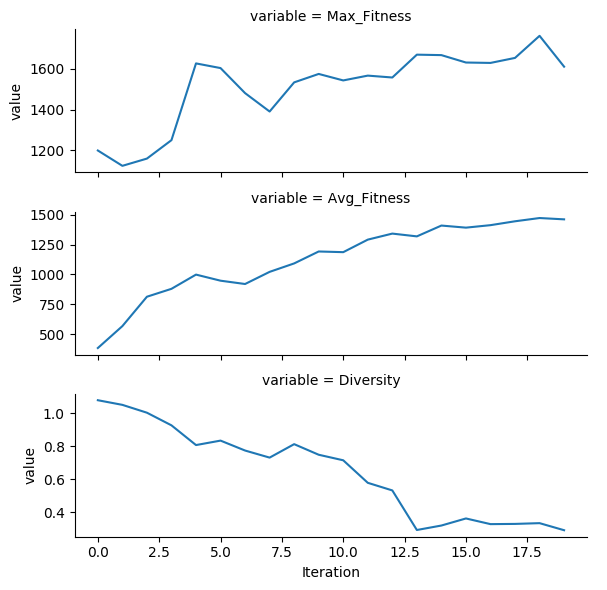 variable = Max_Fitness
1600
1400
1200
value
variable = Avg_Fitness
1500
1250
1000
750
500
value
variable = Diversity
1.0
0.8
0.6
0.4
value
0.0 2.5 5.0 7.5 10.0 12.5 15.0 17.5
Iteration